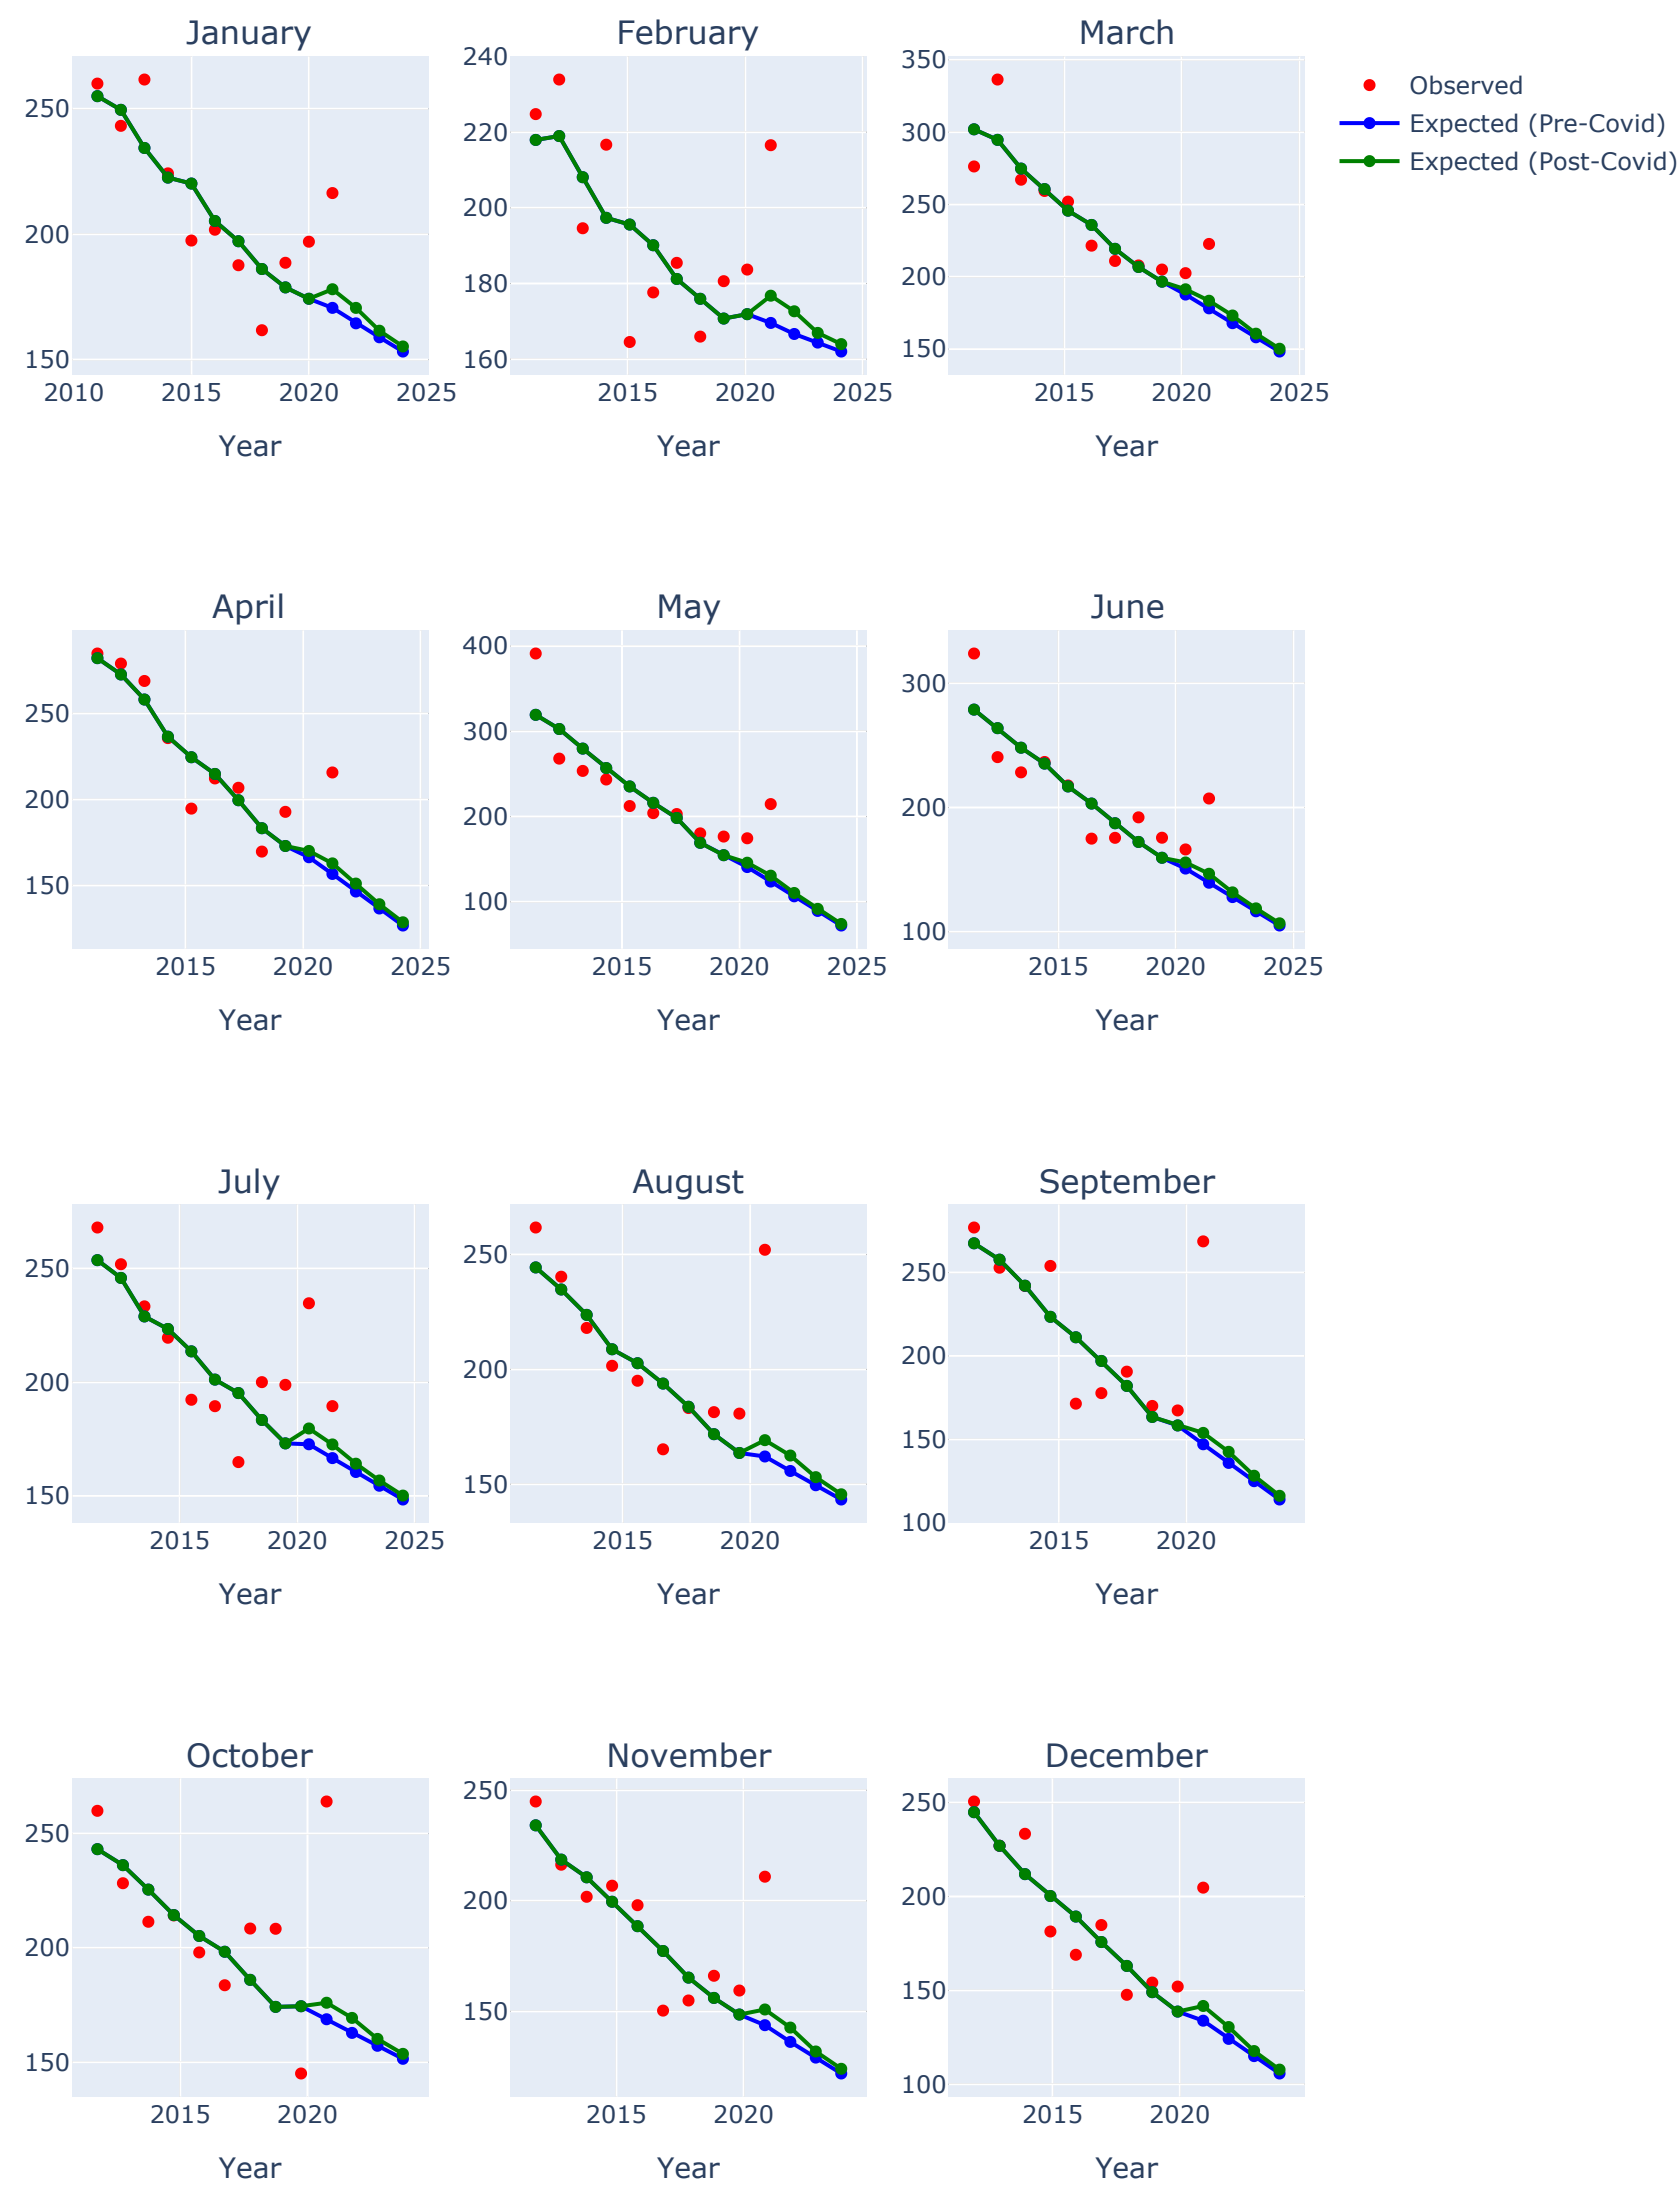 January
February
March
250
200
150
2010
2015
2020
2025
Year
240
220
200
180
160
2015
2020
2025
Year
350
300
250
200
150
2015
2020
2025
Year
Observed
Expected (Pre-Covid)
Expected (Post-Covid)
April
May
June
250
200
150
2015
2020
2025
Year
400
300
200
100
2015
2020
2025
Year
300
200
100
2015
2020
2025
Year
July
August
September
250
200
150
2015
2020
2025
Year
250
200
150
2015
2020
Year
250
200
150
100
2015
2020
Year
October
November
December
250
200
150
2015
2020
Year
250
200
150
2015
2020
Year
250
200
150
100
2015
2020
Year